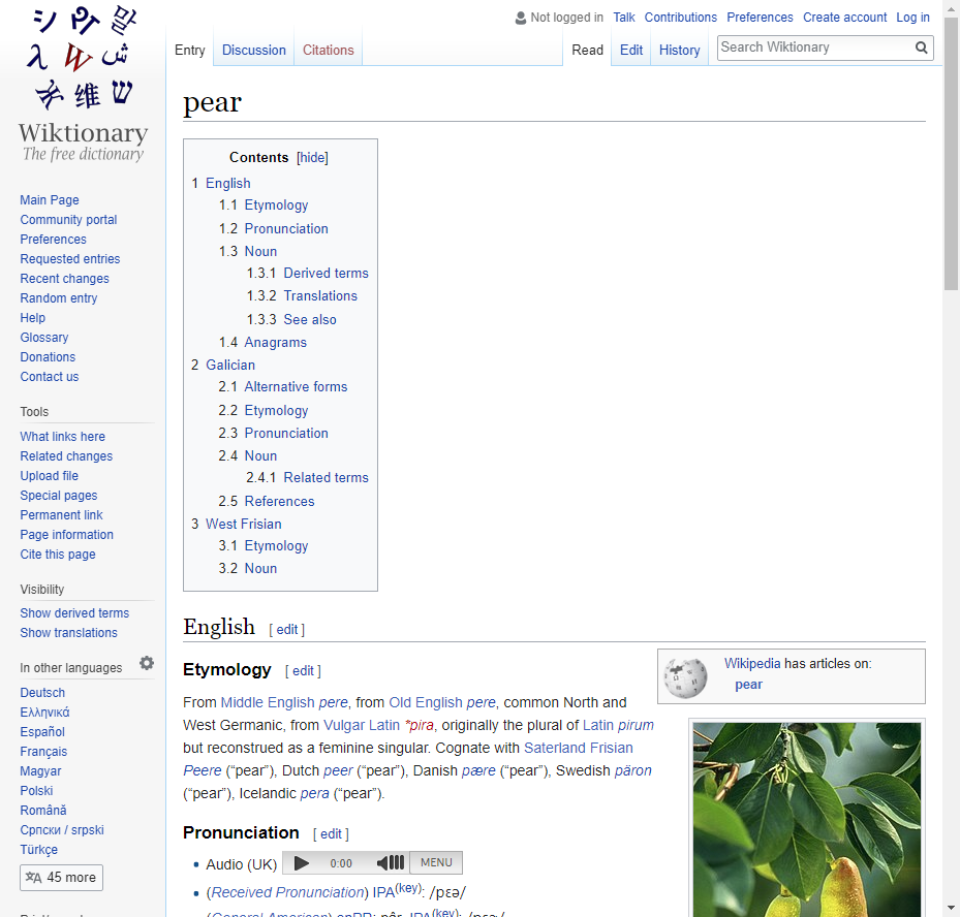 Not logged in Talk Contributions Preferences Create account Log in
Entry Discussion Citations Read Edit History Search Wiktionary
Wiktionary
The free dictionary
Main Page
Community portal
Preferences
Requested entries
Recent changes
Random entry
Help
Glossary
Donations
Contact us
Tools
What links here
Related changes
Upload file
Special pages
Permanent link
Page information
Cite this page
Visibility
Show derived terms
Show translations
In other languages
Deutsch
Ελληνικά
Español
Français
Magyar
Polski
Română
Српски / srpski
Türkçe
45 more
pear
Contents [hide]
1 English
1.1 Etymology
1.2 Pronunciation
1.3 Noun
1.3.1 Derived terms
1.3.2 Translations
1.3.3 See also
1.4 Anagrams
2 Galician
2.1 Alternative forms
2.2 Etymology
2.3 Pronunciation
2.4 Noun
2.4.1 Related terms
2.5 References
3 West Frisian
3.1 Etymology
3.2 Noun
English [ edit ]
Etymology [ edit ]
From Middle English pere, from Old English pere, common North and
West Germanic, from Vulgar Latin *pira, originally the plural of Latin pirum
but reconstrued as a feminine singular. Cognate with Saterland Frisian
Peere (“pear”), Dutch peer (“pear”), Danish pære (“pear”), Swedish päron
(“pear”), Icelandic pera (“pear”).
Wikipedia has articles on:
pear
Pronunciation [ edit ]
• Audio (UK) 0:00 MENU
• (Received Pronunciation) IPA(key): /pɛə/